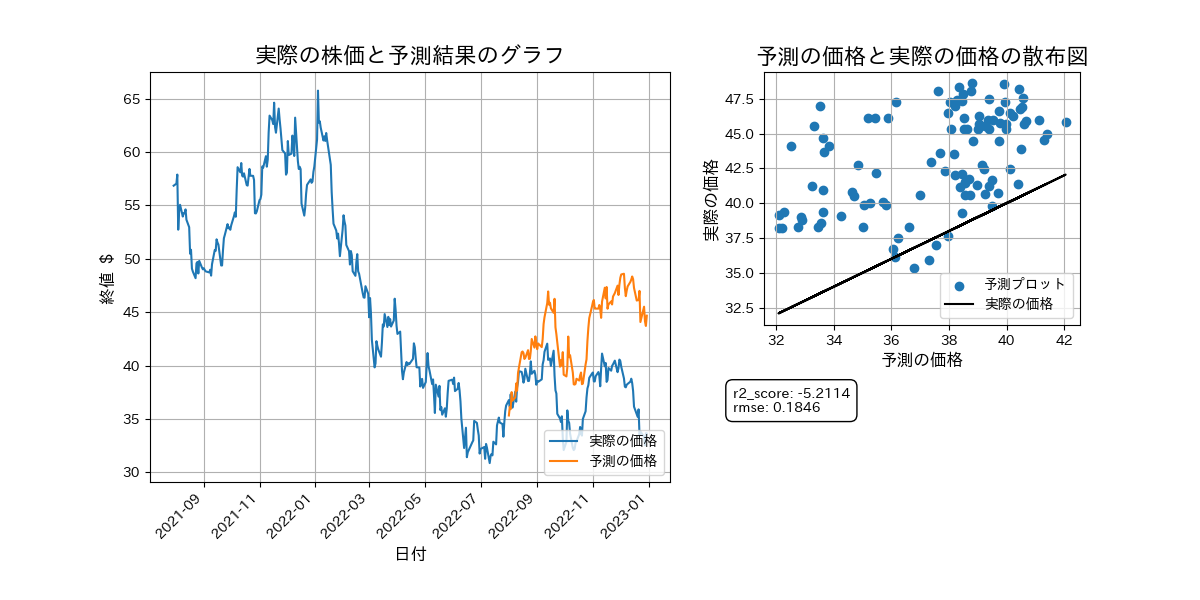 実際の株価と予測結果のグラフ
終値 $
65
60
55
50
45
40
35
30
2021-09
2021-11
2022-01
2022-03
2022-05
2022-07
2022-09
2022-11
2023-01
日付
実際の価格
予測の価格
予測の価格と実際の価格の散布図
実際の価格
47.5
45.0
42.5
40.0
37.5
35.0
32.5
32
34
36
38
40
42
予測の価格
予測プロット
実際の価格
r2_score: -5.2114
rmse: 0.1846